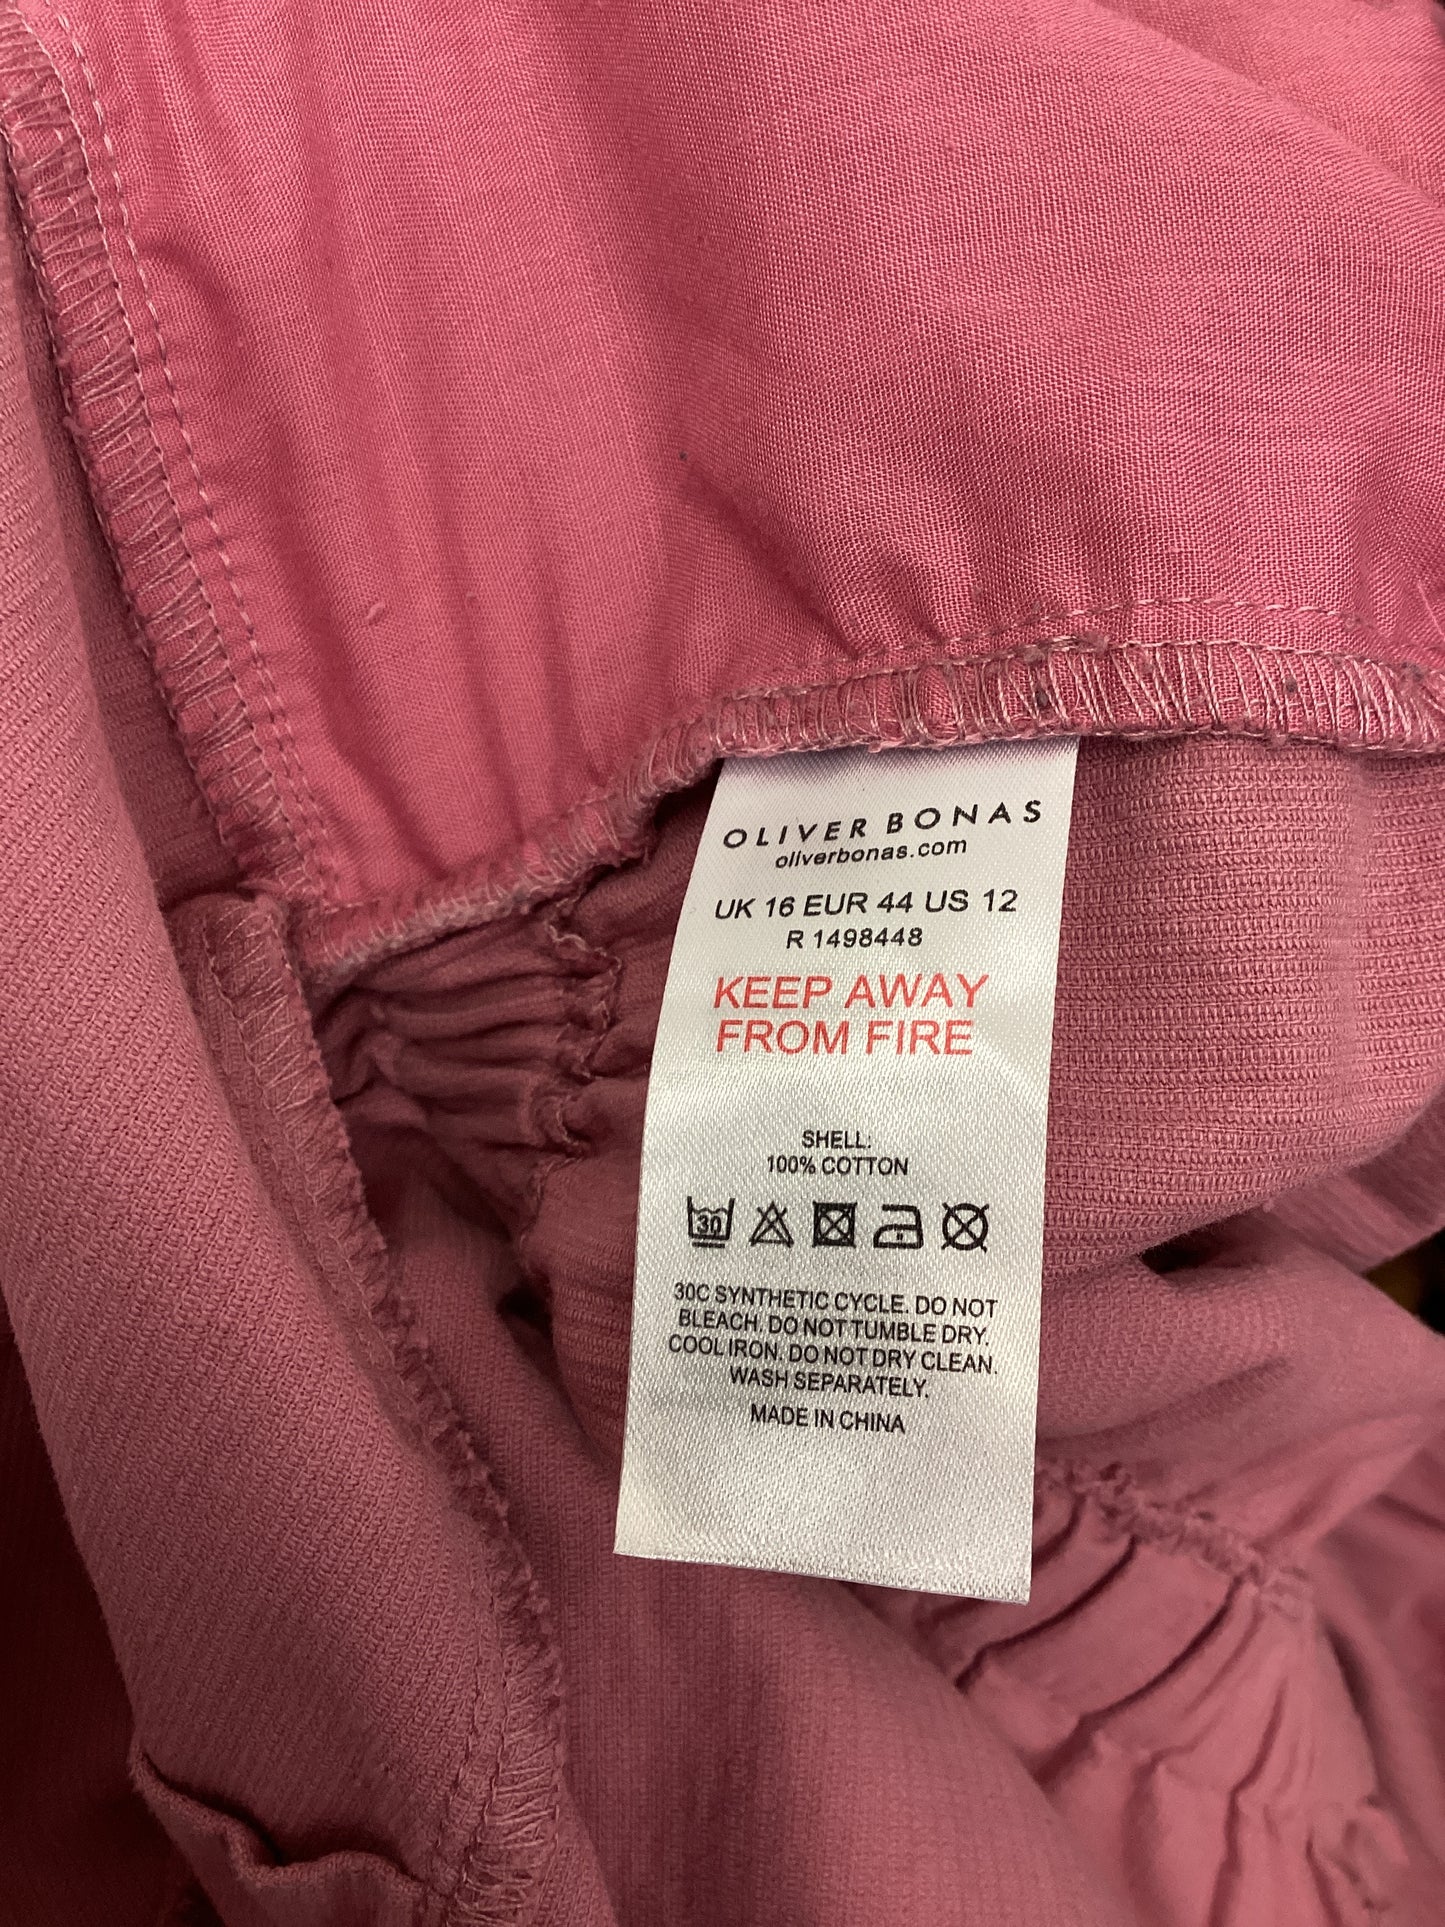 OLIVER BONAS
oliverbonas.com
UK 16 EUR 44 US 12
R 1498448
KEEP AWAY
FROM FIRE
SHELL:
100% COTTON
30
30C SYNTHETIC CYCLE. DO NOT
BLEACH. DO NOT TUMBLE DRY.
COOL IRON. DO NOT DRY CLEAN.
WASH SEPARATELY.
MADE IN CHINA